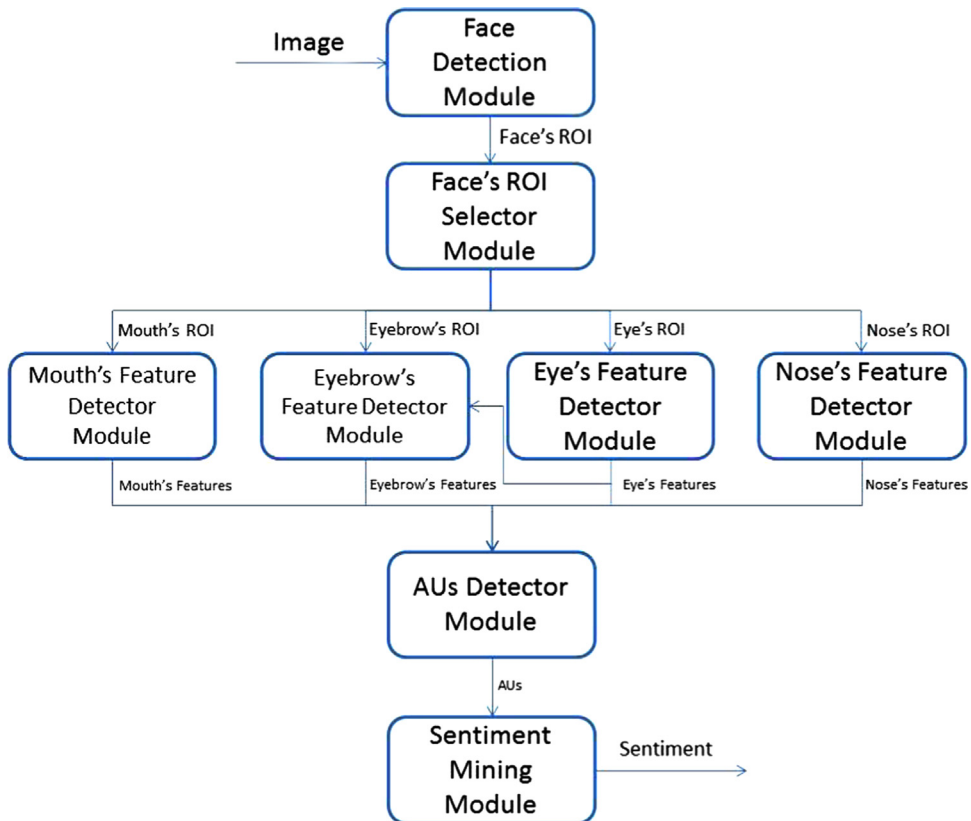 Image
Face
Detection
Module
Face's ROI
Face's ROI
Selector
Module
Mouth's ROI
Eyebrow's ROI
Eye's ROI
Nose's ROI
Mouth's Feature
Detector
Module
Eyebrow's
Feature Detector
Module
Eye's Feature
Detector
Module
Nose's Feature
Detector
Module
Mouth's Features
Eyebrow's Features
Eye's Features
Nose's Features
AUs Detector
Module
AUs
Sentiment
Mining
Module
Sentiment